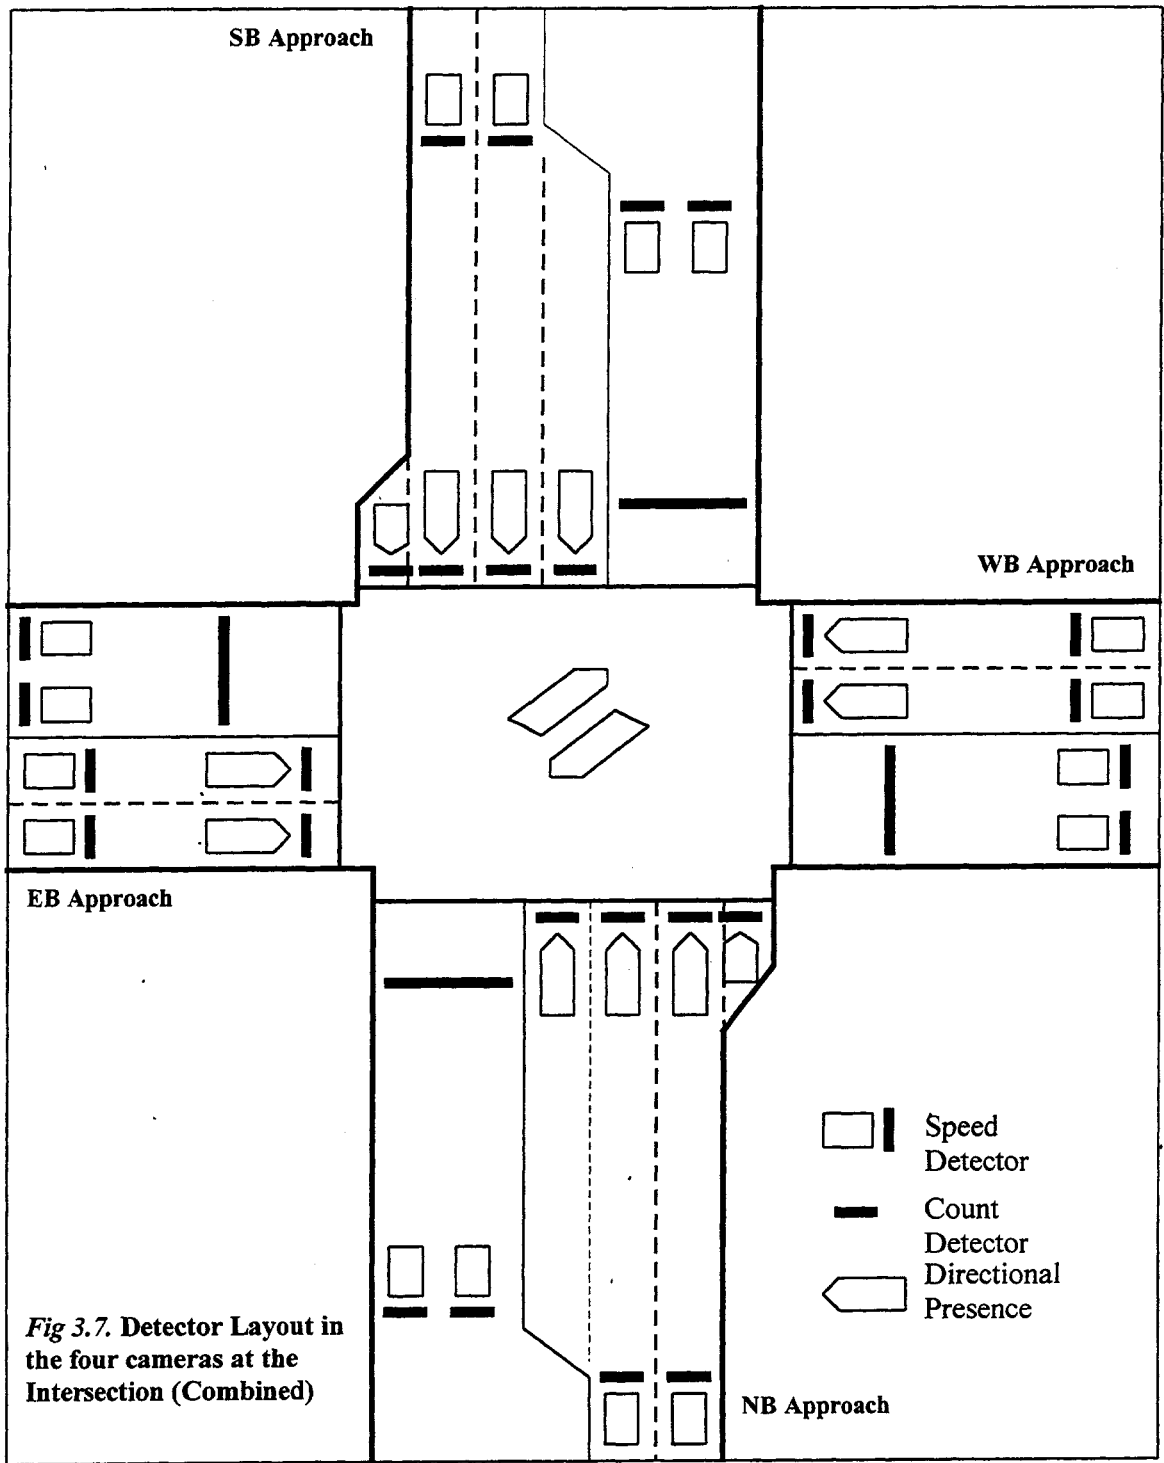 SB Approach
WB Approach
EB Approach
Speed
Detector
Count
Detector
Directional
Presence
Fig 3.7. Detector Layout in
the four cameras at the
Intersection (Combined)
NB Approach